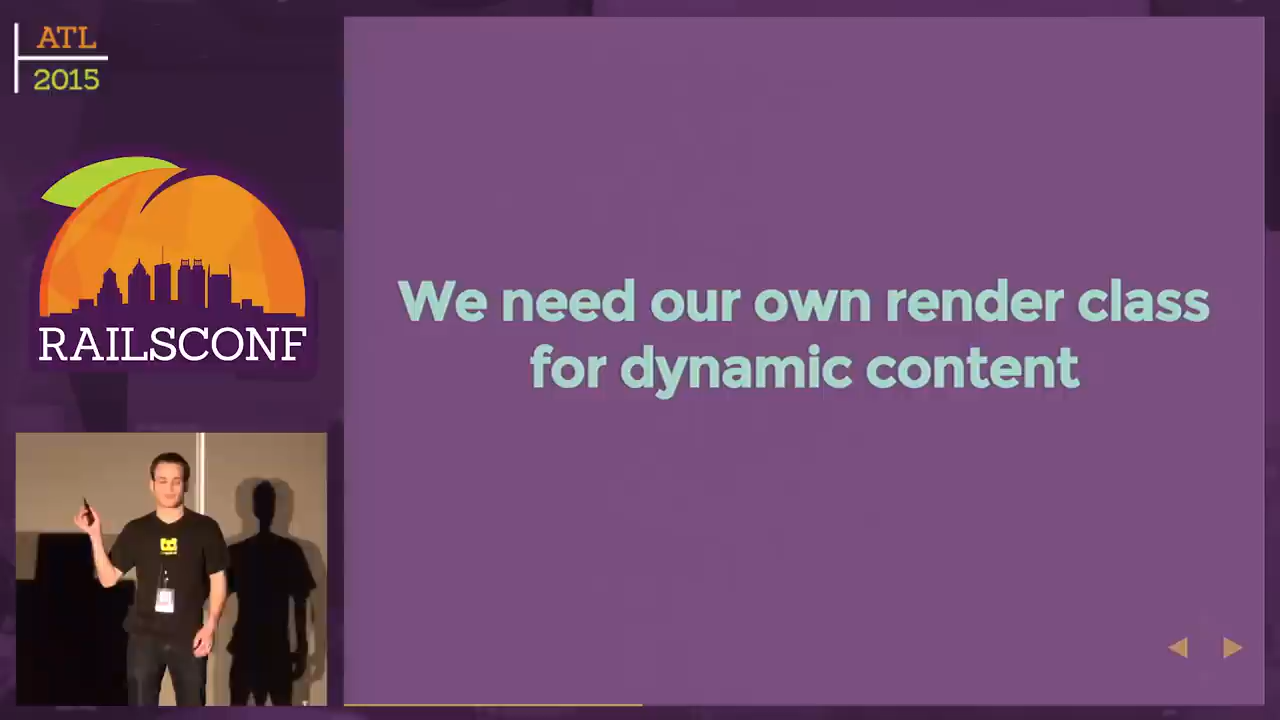 ATL
2015
RAILSCONF
We need our own render class
for dynamic content